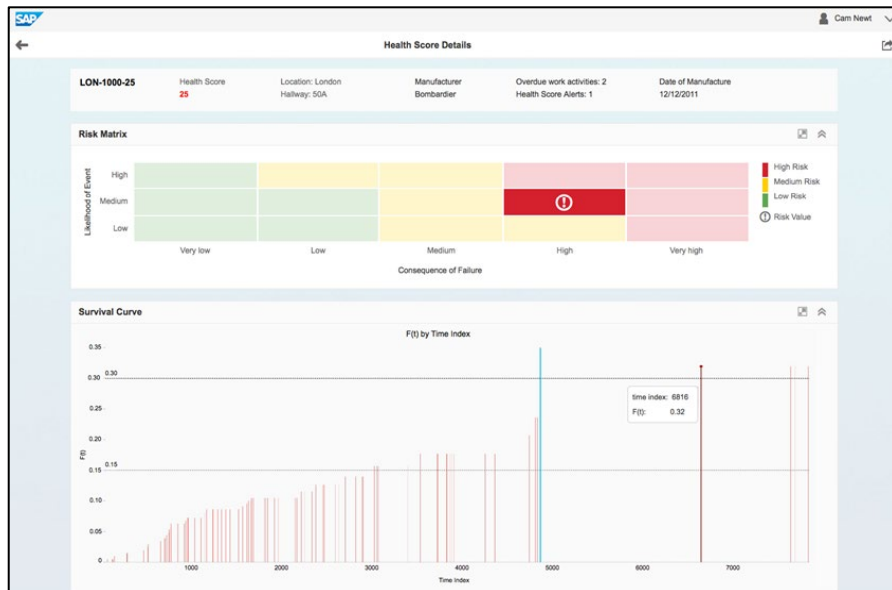 SAP
Cam Newt
Health Score Details
LON-1000-25
Health Score
25
Location: London
Hallway: 50A
Manufacturer
Bombardier
Overdue work activities: 2
Health Score Alerts: 1
Date of Manufacture
12/12/2011
Risk Matrix
Likelihood of Event
High
Medium
Low
Very low
Low
Medium
High
Very high
Consequence of Failure
High Risk
Medium Risk
Low Risk
Risk Value
Survival Curve
F(t) by Time Index
F(t)
0.35
0.30
0.30
0.25
0.20
0.15
0.15
0.10
0.05
0
time index: 6816
F(t): 0.32
1000
2000
3000
4000
5000
6000
7000
Time Index